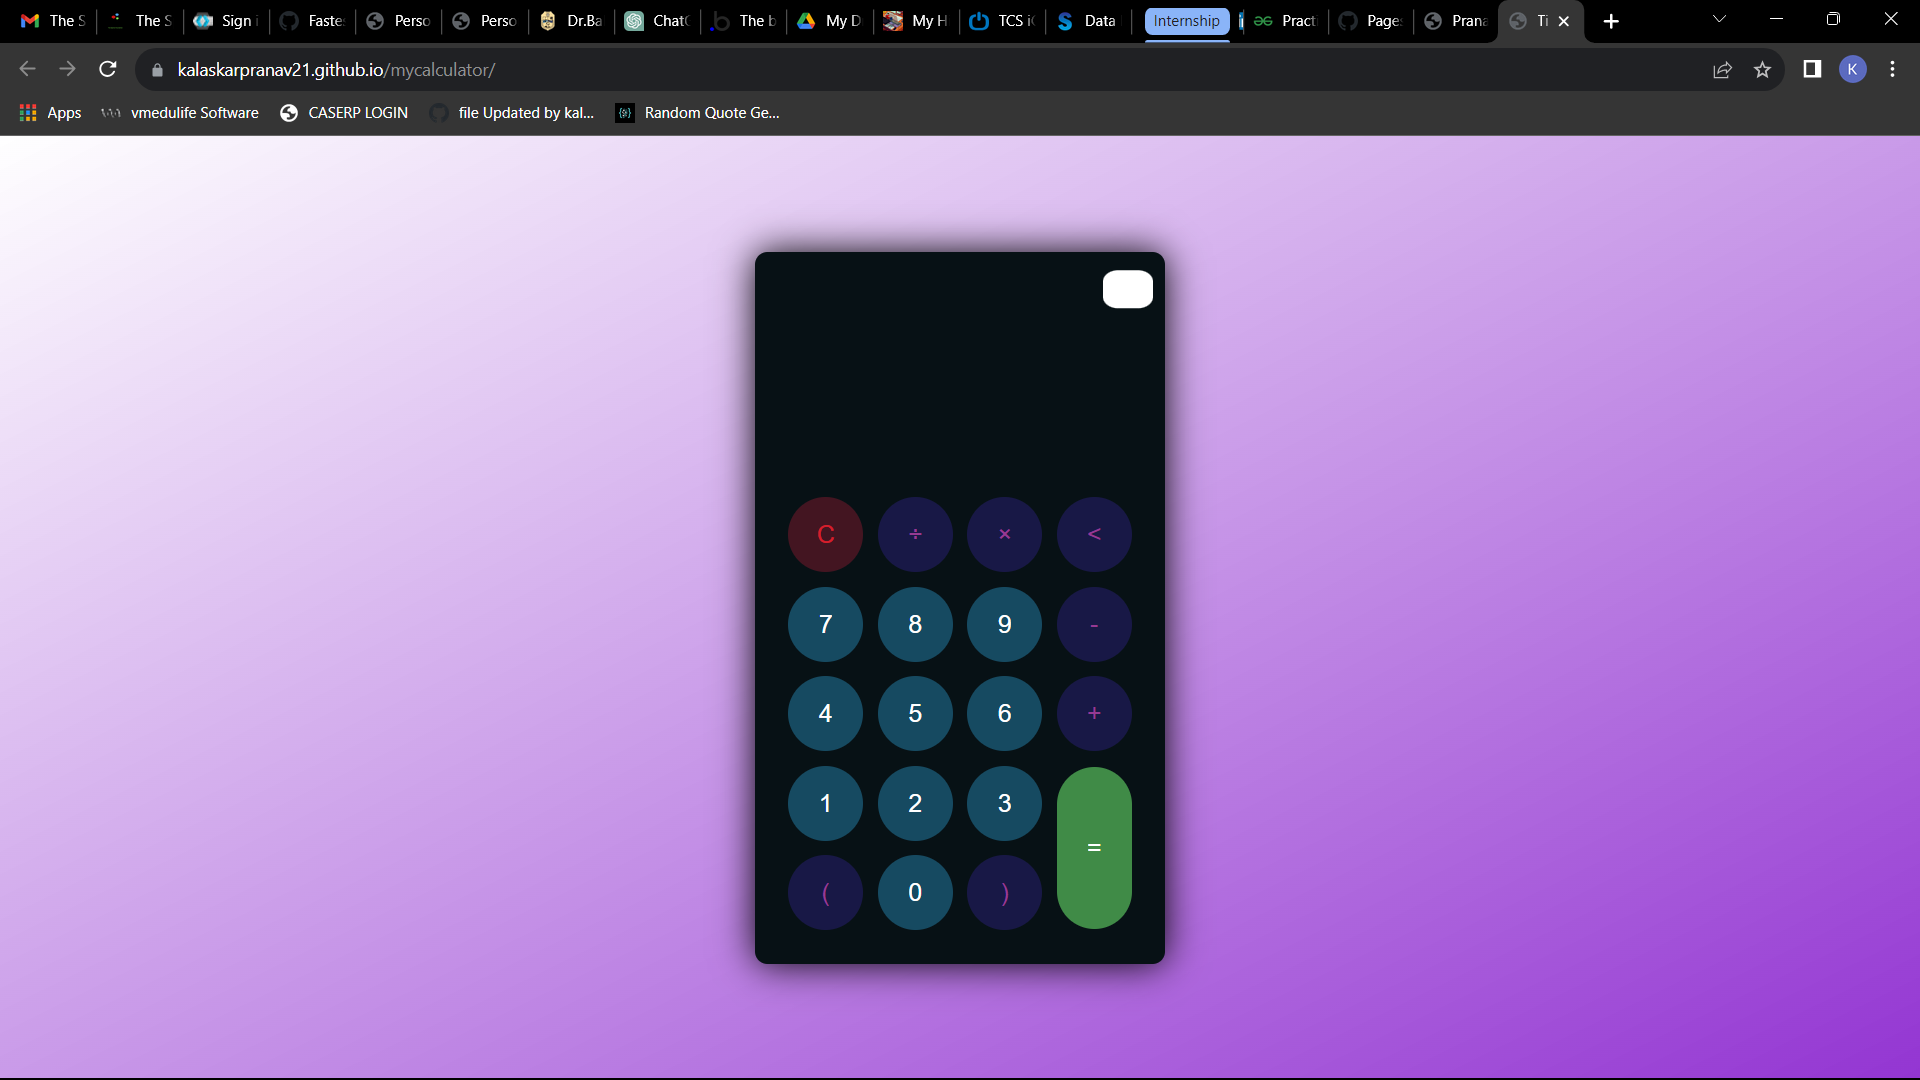 The S The S Sign i Faste Perso Perso Dr.Ba ChatG The b My D My H TCS iO Data Internship Practi Page Prana Ti
kalaskarpranav21.github.io/mycalculator/ K
Apps vmedulife Software CASERP LOGIN file Updated by kal... Random Quote Ge...
C ÷ × <
7 8 9 -
4 5 6 +
1 2 3
=
( 0 )